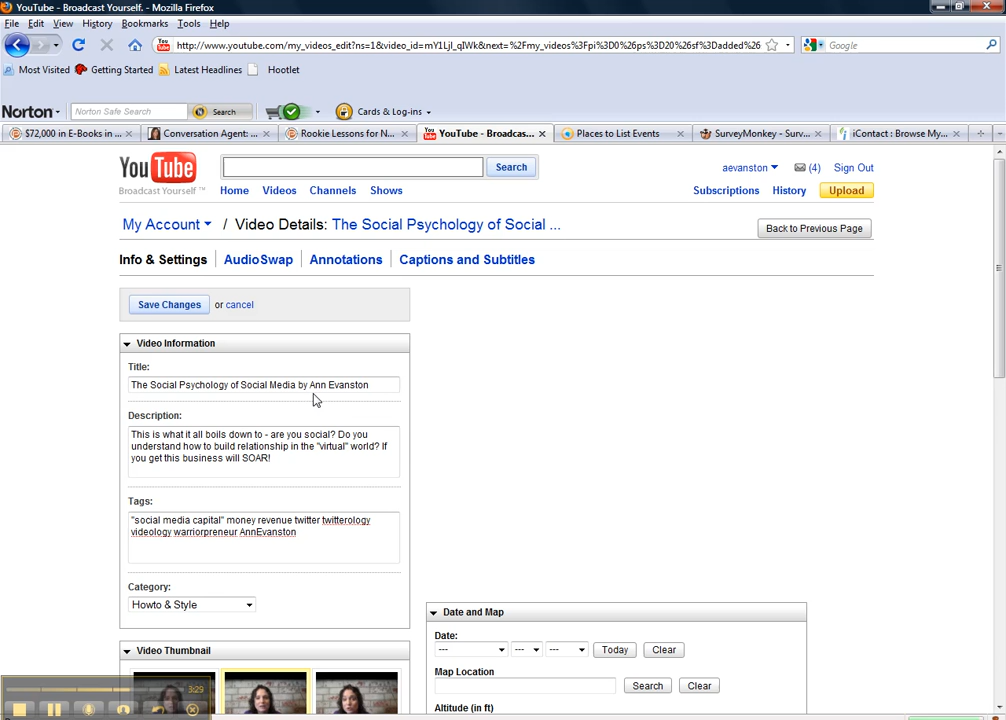 YouTube - Broadcast Yourself. - Mozilla Firefox
File Edit View History Bookmarks Tools Help
http://www.youtube.com/my_videos_edit?ns=1&video_id=mY1LjI_qIWk&next=%2Fmy_videos%3Fpi%3D0%26ps%3D20%26sf%3Dadded%26
Google
Most Visited Getting Started Latest Headlines Hootlet
Norton Norton Safe Search Search Cards & Log-ins
$72,000 in E-Books in ... Conversation Agent: ... Rookie Lessons for N... YouTube - Broadcas... Places to List Events SurveyMonkey - Surv... iContact : Browse My...
You Tube Search aevanston (4) Sign Out
Broadcast Yourself ™ Home Videos Channels Shows Subscriptions History Upload
My Account / Video Details: The Social Psychology of Social ... Back to Previous Page
Info & Settings AudioSwap Annotations Captions and Subtitles
Save Changes or cancel
Video Information
Title:
The Social Psychology of Social Media by Ann Evanston
Description:
This is what it all boils down to - are you social? Do you
understand how to build relationship in the "virtual" world? If
you get this business will SOAR!
Tags:
"social media capital" money revenue twitter twitterology
videology warriorpreneur AnnEvanston
Category:
Howto & Style
Date and Map
Date:
--- --- --- Today Clear
Video Thumbnail
Map Location
Search Clear
Altitude (in ft)
3:29